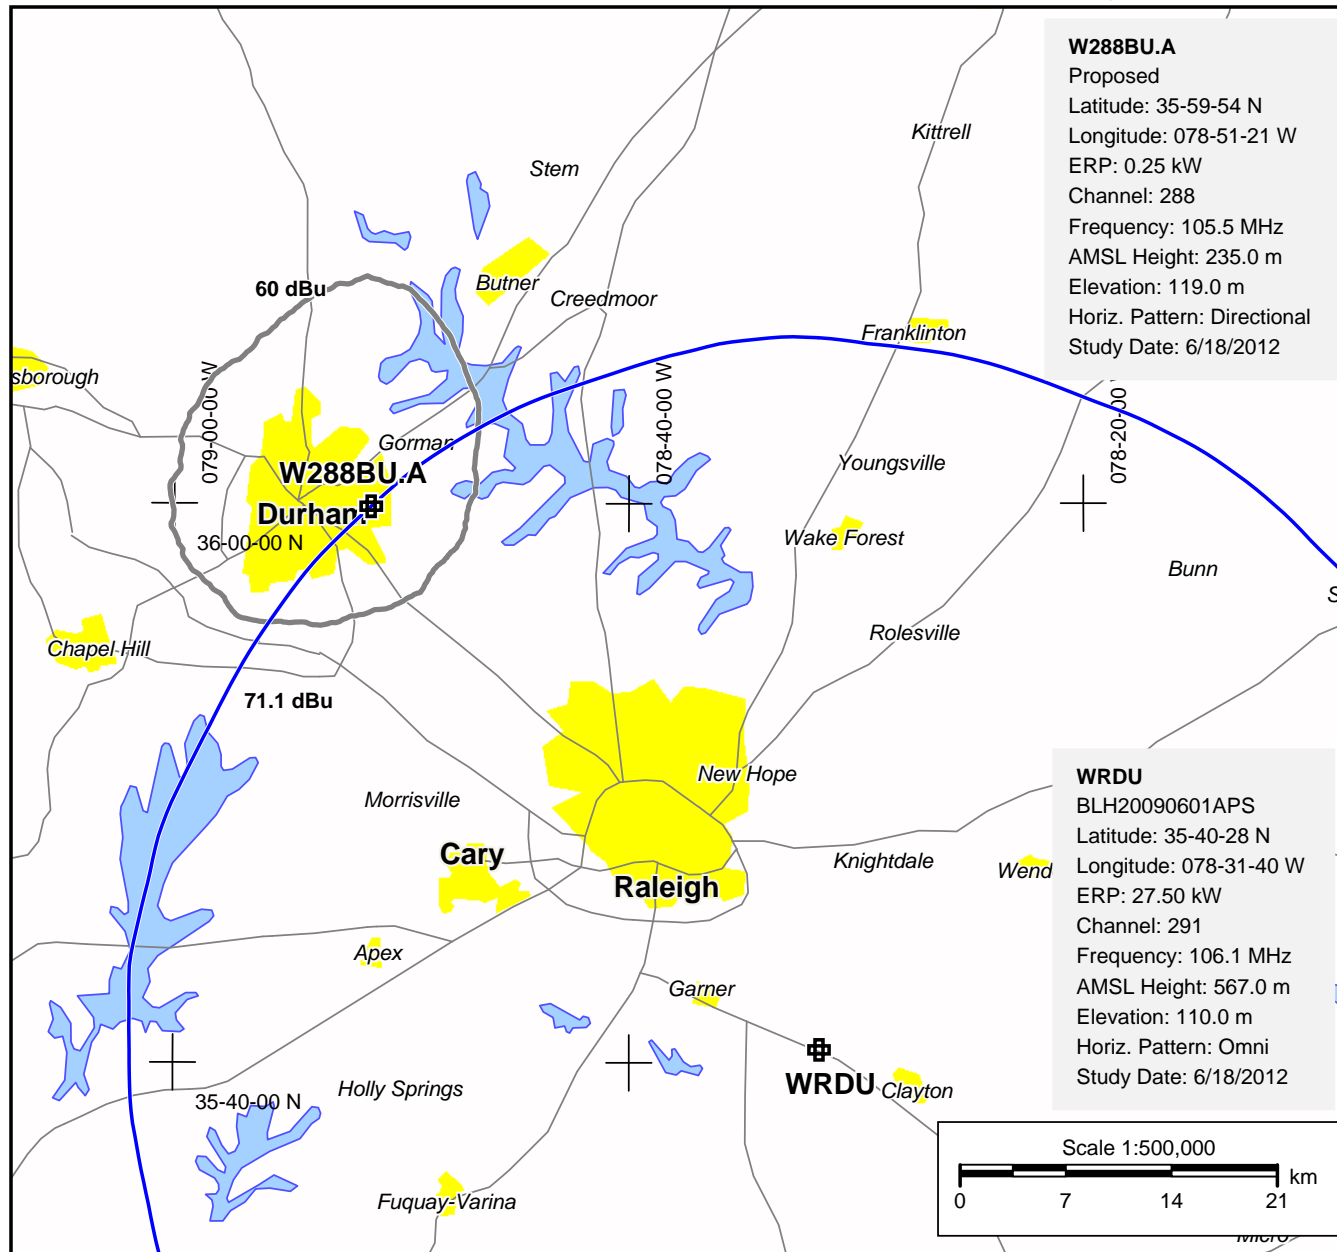 W288BU.A
Proposed
Latitude: 35-59-54 N
Longitude: 078-51-21 W
ERP: 0.25 kW
Channel: 288
Frequency: 105.5 MHz
AMSL Height: 235.0 m
Elevation: 119.0 m
Horiz. Pattern: Directional
Study Date: 6/18/2012
Kittrell
Stem
Butner
Creedmoor
60 dBu
Franklinton
sborough
079-00-00 W
078-40-00 W
078-20-00
Gorman
Youngsville
W288BU.A
Durham
36-00-00 N
Wake Forest
Bunn
S
Rolesville
Chapel Hill
71.1 dBu
New Hope
Morrisville
Cary
Knightdale
Wend
Raleigh
Apex
Garner
WRDU
BLH20090601APS
Latitude: 35-40-28 N
Longitude: 078-31-40 W
ERP: 27.50 kW
Channel: 291
Frequency: 106.1 MHz
AMSL Height: 567.0 m
Elevation: 110.0 m
Horiz. Pattern: Omni
Study Date: 6/18/2012
WRDU
Clayton
Holly Springs
35-40-00 N
Fuquay-Varina
Scale 1:500,000
km
0 7 14 21
Micro